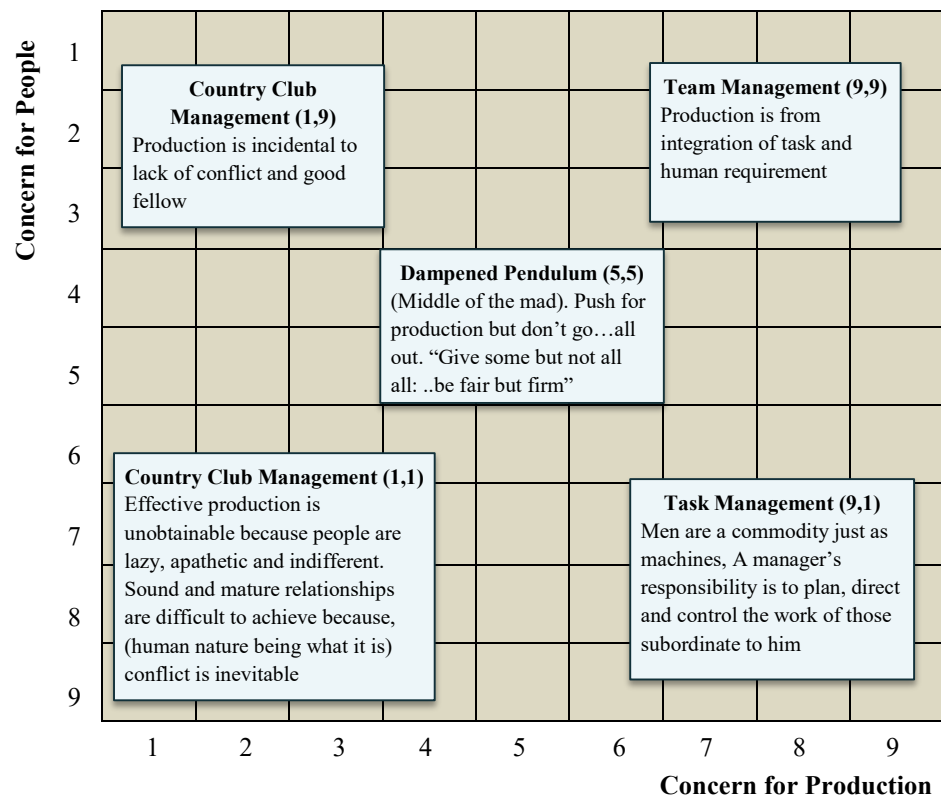 Concern for People
1
2
3
4
5
6
7
8
9
Country Club
Management (1,9)
Production is incidental to
lack of conflict and good
fellow
Team Management (9,9)
Production is from
integration of task and
human requirement
Dampened Pendulum (5,5)
(Middle of the mad). Push for
production but don’t go…all
out. “Give some but not all
all: ..be fair but firm”
Country Club Management (1,1)
Effective production is
unobtainable because people are
lazy, apathetic and indifferent.
Sound and mature relationships
are difficult to achieve because,
(human nature being what it is)
conflict is inevitable
Task Management (9,1)
Men are a commodity just as
machines, A manager’s
responsibility is to plan, direct
and control the work of those
subordinate to him
1 2 3 4 5 6 7 8 9
Concern for Production